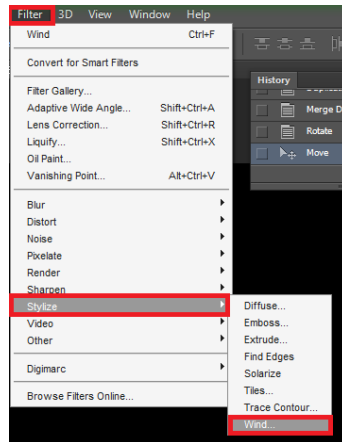 Filter 3D View Window Help
Wind Ctrl+F
Convert for Smart Filters
Filter Gallery...
Adaptive Wide Angle... Shift+Ctrl+A
Lens Correction... Shift+Ctrl+R
Liquify... Shift+Ctrl+X
Oil Paint...
Vanishing Point... Alt+Ctrl+V
Blur
Distort
Noise
Pixelate
Render
Sharpen
Stylize
Video
Other
Digimarc
Browse Filters Online...
History
Merge D
Rotate
Move
Diffuse...
Emboss...
Extrude...
Find Edges
Solarize
Tiles...
Trace Contour...
Wind...